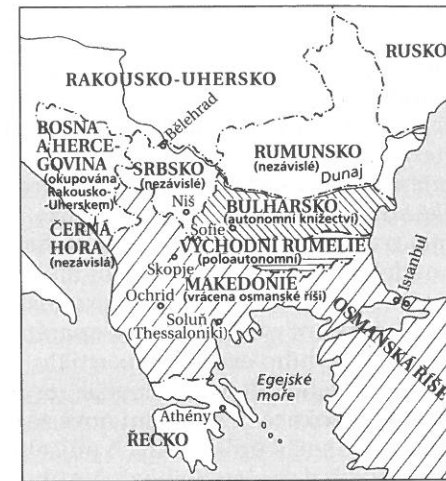 RUSKO
RAKOUSKO-UHERSKO
Bělehrad
BOSNA
A HERCE-
GOVINA
(okupována
Rakousko-
Uherskem)
SRBSKO
(nezávislé)
RUMUNSKO
(nezávislé)
Dunaj
Niš
BULHARSKO
(autonomní knížectví)
Sofie
ČERNÁ
HORA
(nezávislá)
VÝCHODNÍ RUMELIE
(poloautonomní)
Skopje
MAKEDONIE
(vrácena osmanské říši)
Istanbul
Ochrid
Soluň
(Thessaloniki)
OSMANSKÁ ŘÍŠE
Egejské
moře
Athény
ŘECKO